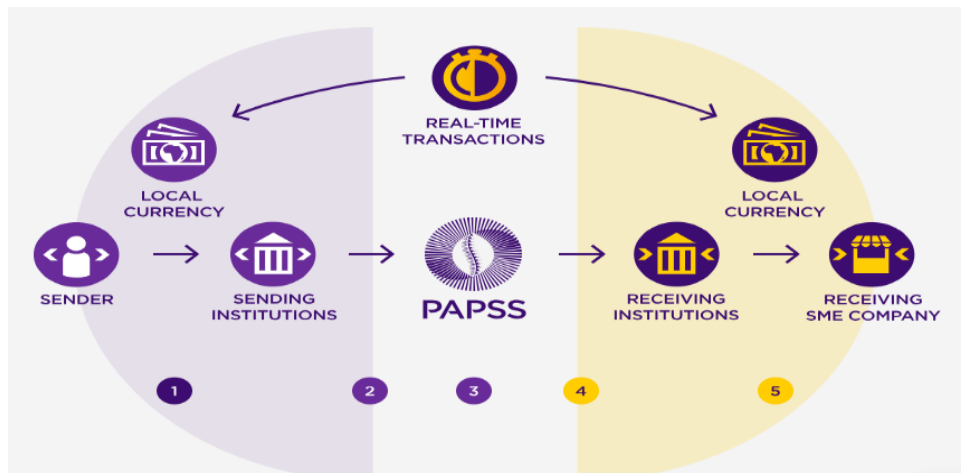 REAL-TIME
TRANSACTIONS
LOCAL
CURRENCY
LOCAL
CURRENCY
SENDER
SENDING
INSTITUTIONS
PAPSS
RECEIVING
INSTITUTIONS
RECEIVING
SME COMPANY
1
2
3
4
5